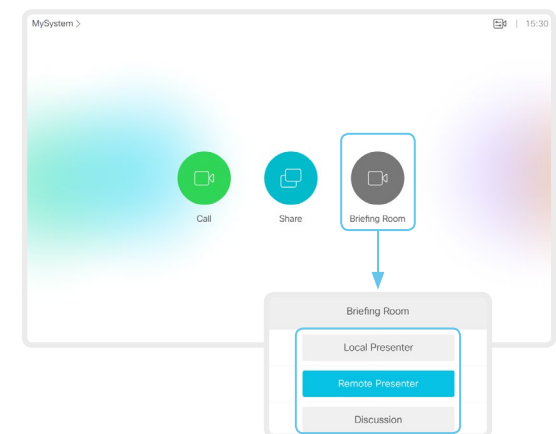 MySystem > | 15:30
Call Share Briefing Room
Briefing Room
Local Presenter
Remote Presenter
Discussion